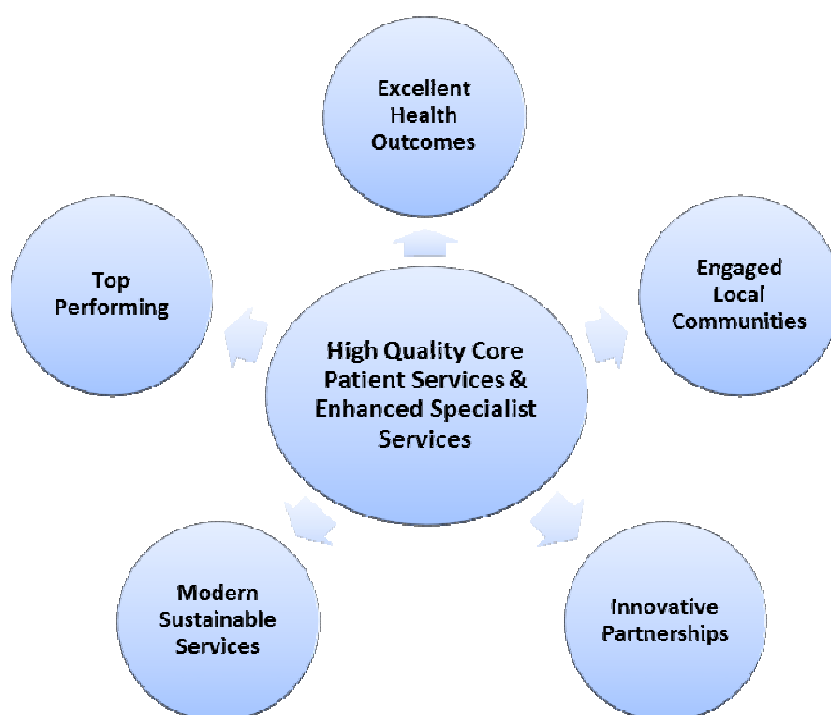 Excellent
Health
Outcomes
Top
Performing
Engaged
Local
Communities
High Quality Core
Patient Services &
Enhanced Specialist
Services
Modern
Sustainable
Services
Innovative
Partnerships